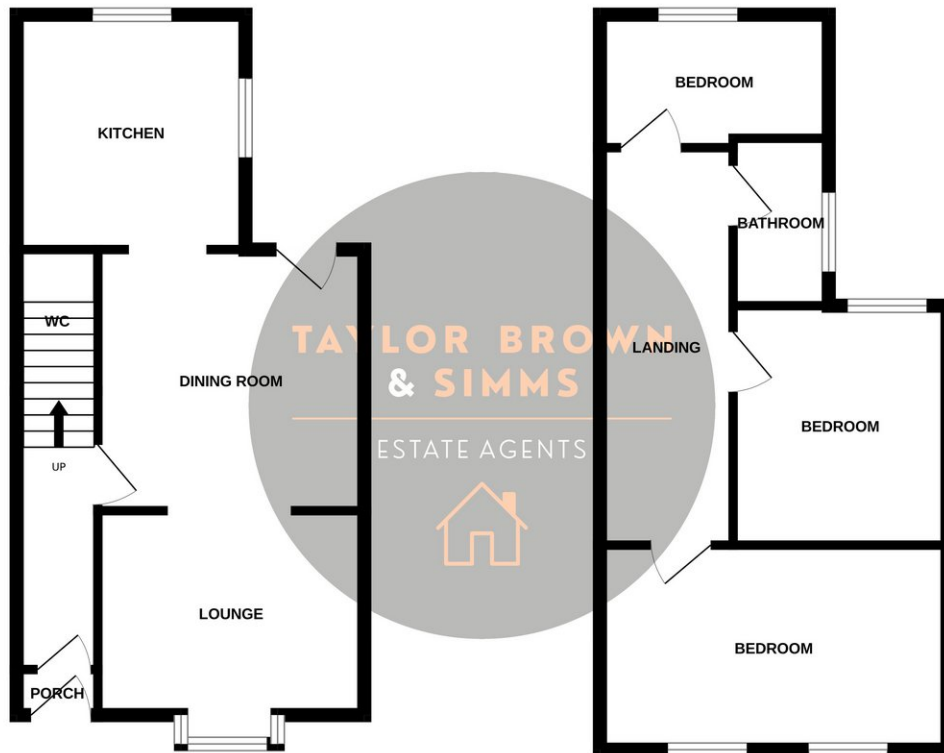 KITCHEN
WC
DINING ROOM
UP
LOUNGE
PORCH
BEDROOM
BATHROOM
LANDING
BEDROOM
BEDROOM
TAYLOR BROWN
& SIMMS
ESTATE AGENTS